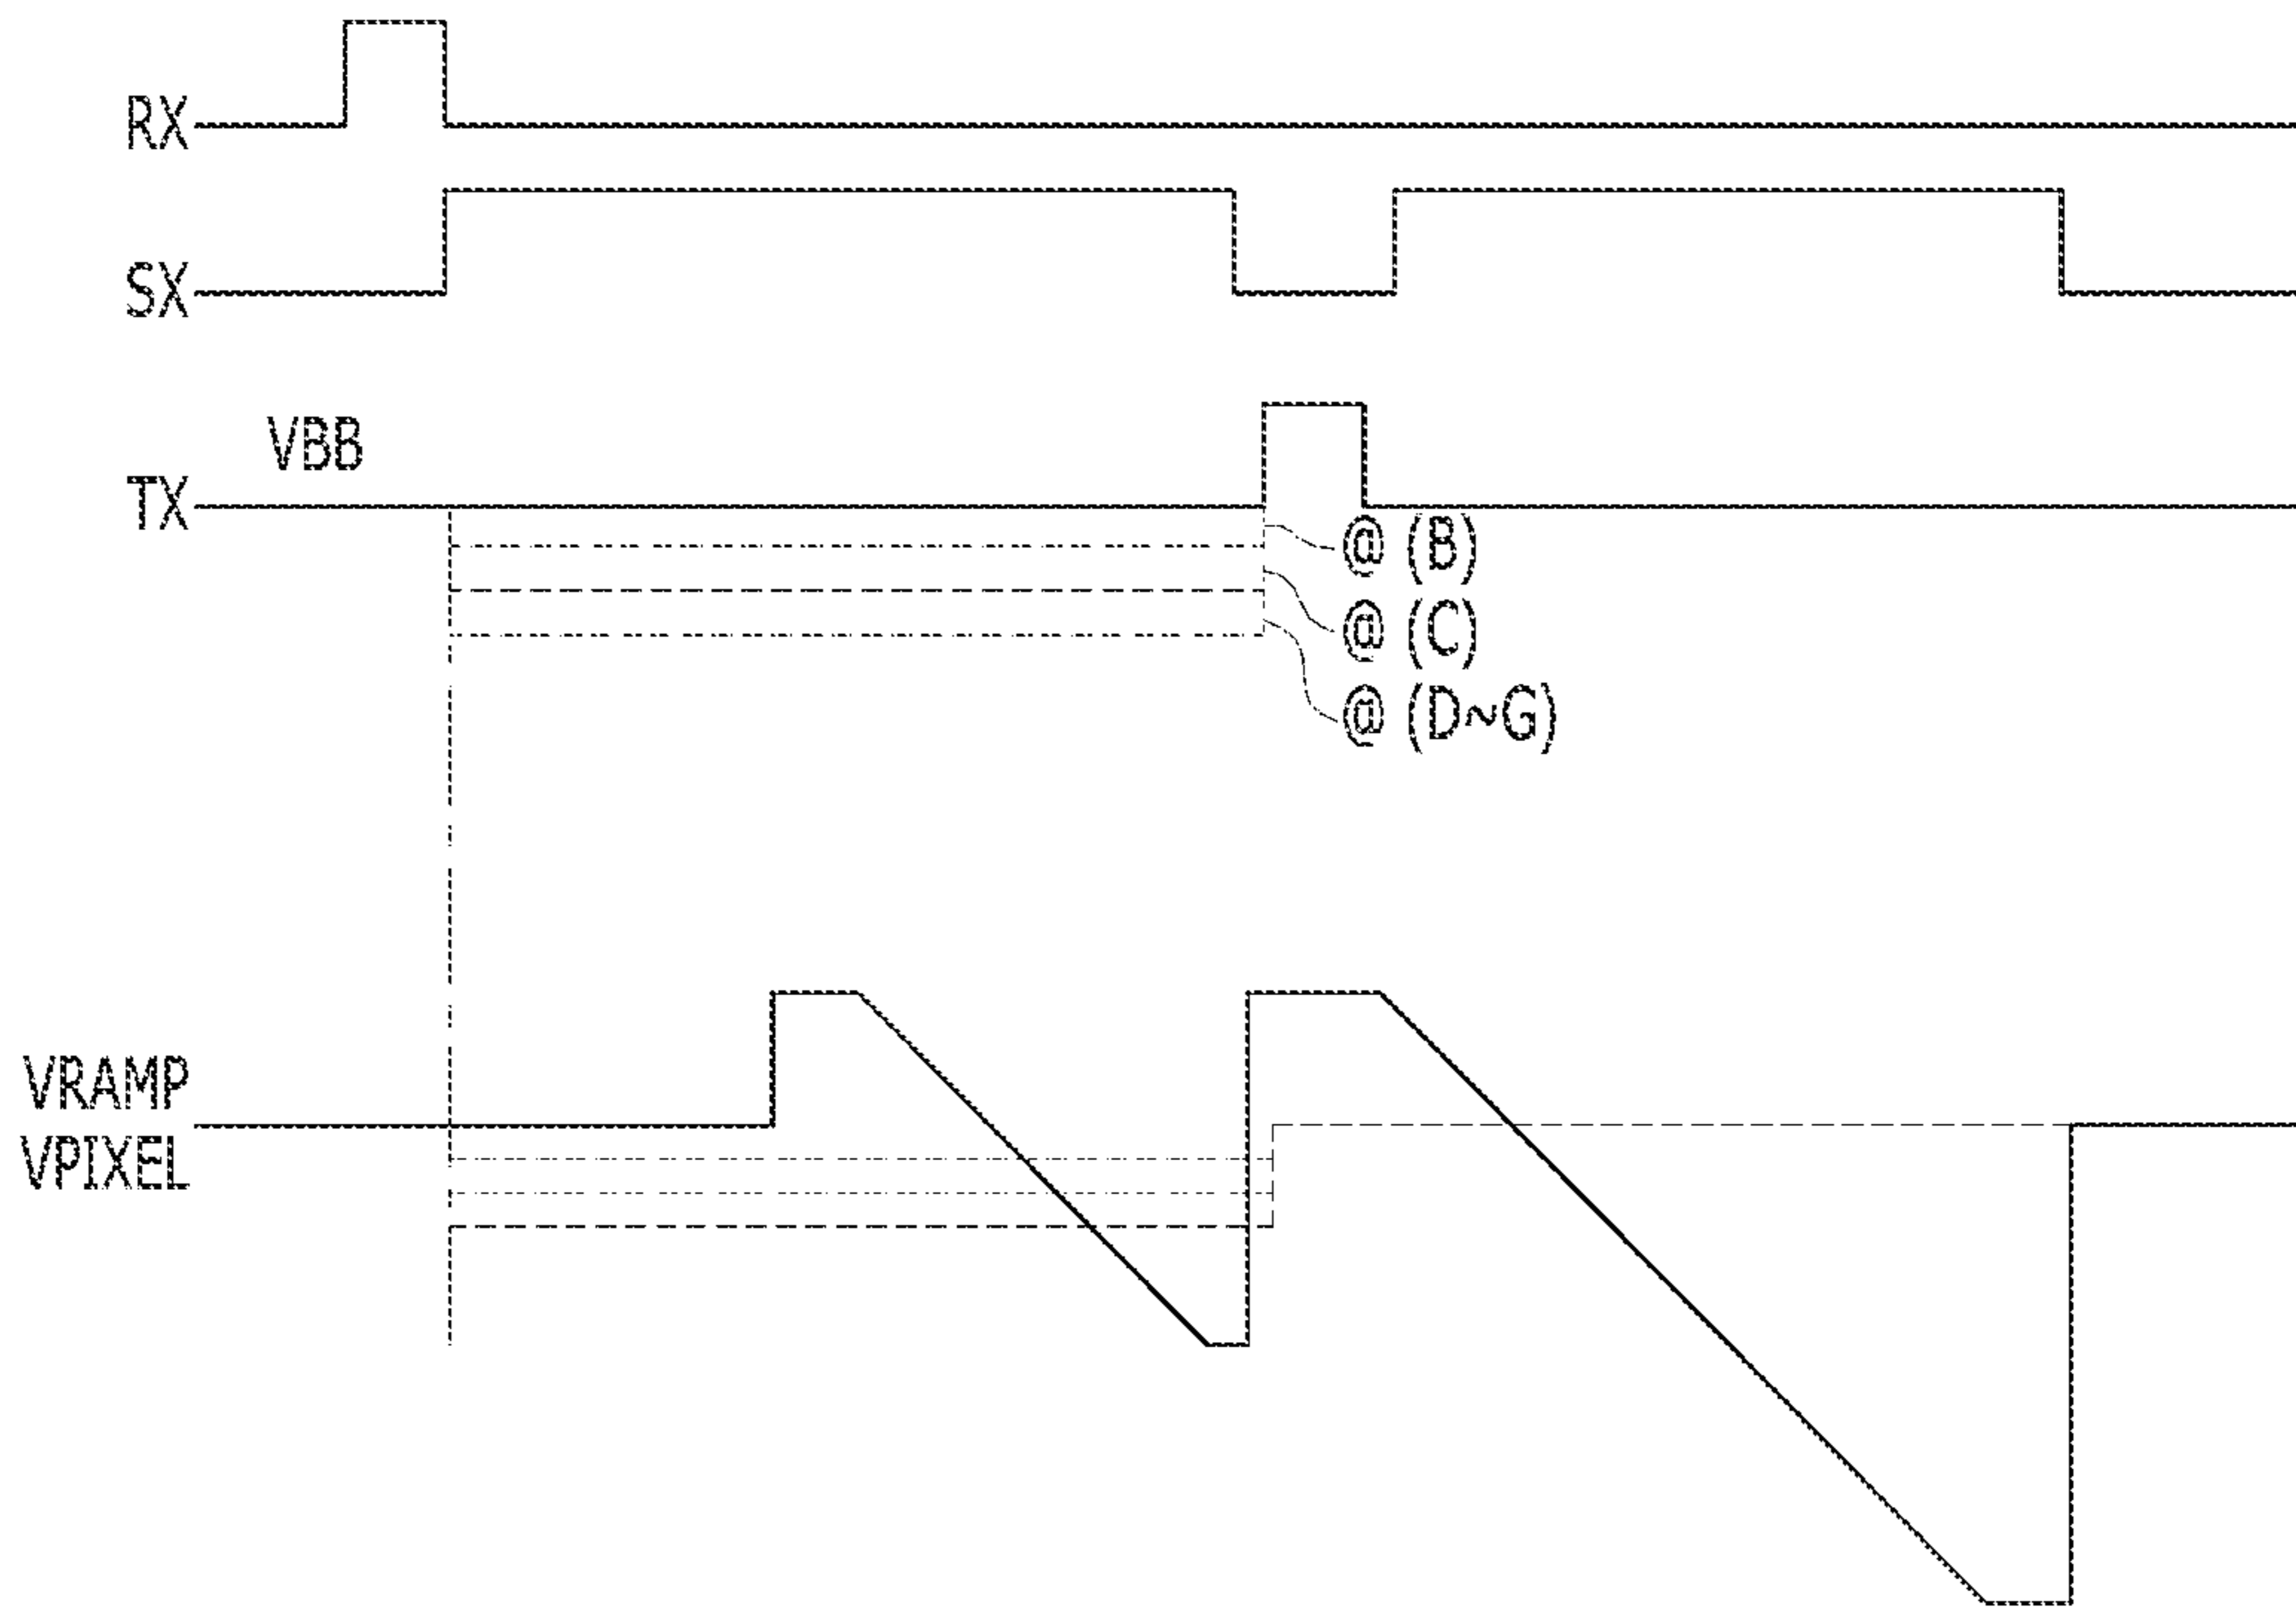 RX
SX
VBB
TX
@ (B)
@ (C)
@ (D~G)
VRAMP
VPIXEL